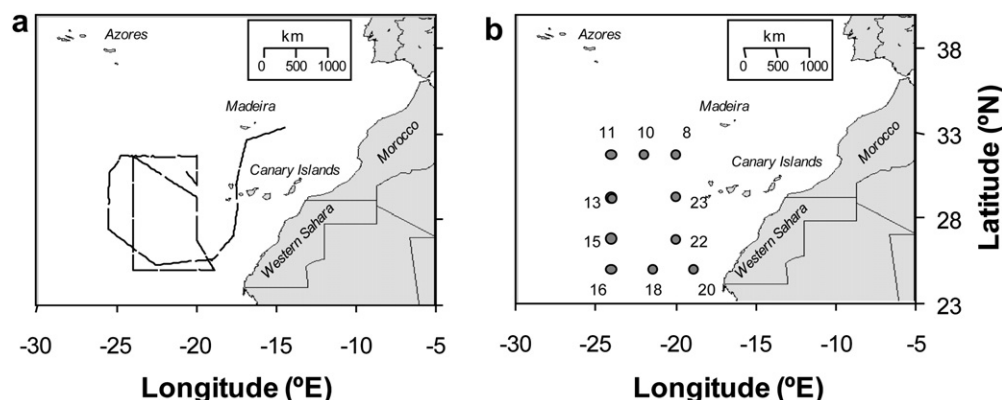 a
Azores
km
0 500 1000
Madeira
Canary Islands
Morocco
Western Sahara
-30 -25 -20 -15 -10 -5
Longitude (ºE)
b
Azores
km
0 500 1000
38
Madeira
33
11 10 8
Canary Islands
Morocco
13 23
28
Western Sahara
15 22
16 18 20
23
Latitude (ºN)
-30 -25 -20 -15 -10 -5
Longitude (ºE)